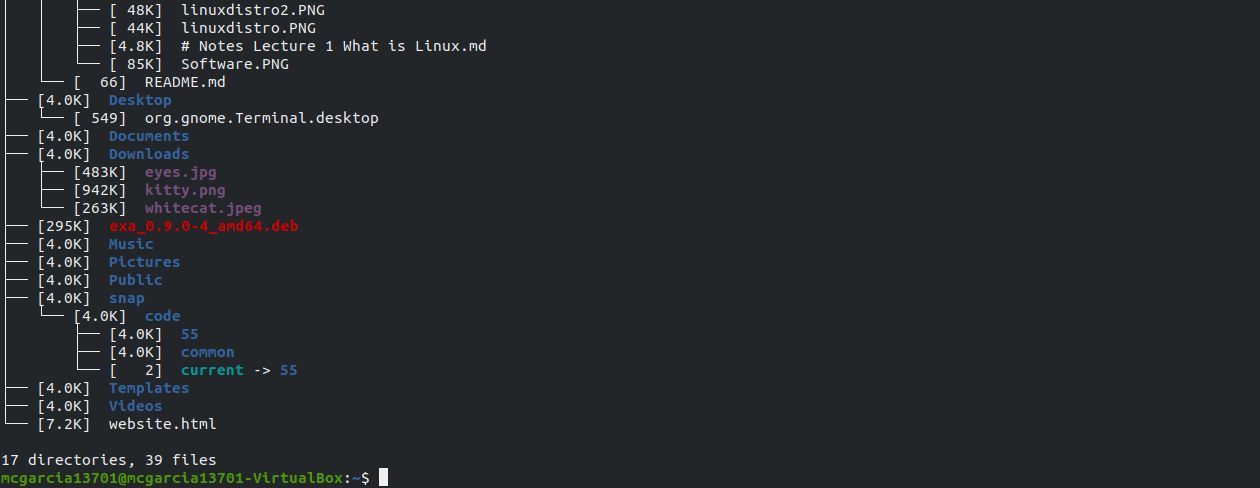 ├── [ 48K]  linuxdistro2.PNG
├── [ 44K]  linuxdistro.PNG
├── [4.8K]  # Notes Lecture 1 What is Linux.md
└── [ 85K]  Software.PNG
└── [  66]  README.md
├── [4.0K]  Desktop
└── [ 549]  org.gnome.Terminal.desktop
├── [4.0K]  Documents
├── [4.0K]  Downloads
├── [483K]  eyes.jpg
├── [942K]  kitty.png
└── [263K]  whitecat.jpeg
├── [295K]  exa_0.9.0-4_amd64.deb
├── [4.0K]  Music
├── [4.0K]  Pictures
├── [4.0K]  Public
├── [4.0K]  snap
└── [4.0K]  code
├── [4.0K]  55
├── [4.0K]  common
└── [   2]  current -> 55
├── [4.0K]  Templates
├── [4.0K]  Videos
└── [7.2K]  website.html
17 directories, 39 files
mcgarcia13701@mcgarcia13701-VirtualBox:~$